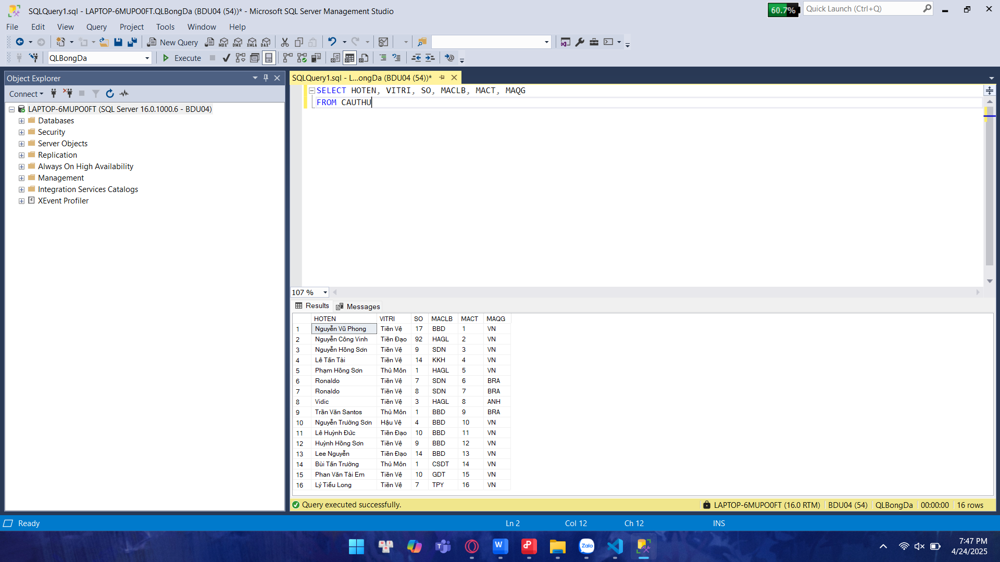 SQLQuery1.sql - LAPTOP-6MUPO0FT.QLBongDa (BDU04 (54))* - Microsoft SQL Server Management Studio
60.7%
Quick Launch (Ctrl+Q)
File Edit View Query Project Tools Window Help
New Query
MDX DMX XMLA DAX
QLBongDa
Execute
Object Explorer
SQLQuery1.sql - L...ongDa (BDU04 (54))*
Connect
SELECT HOTEN, VITRI, SO, MACLB, MACT, MAQG
FROM CAUTHU
LAPTOP-6MUPO0FT (SQL Server 16.0.1000.6 - BDU04)
Databases
Security
Server Objects
Replication
Always On High Availability
Management
Integration Services Catalogs
XEvent Profiler
107 %
Results Messages
HOTEN VITRI SO MACLB MACT MAQG
1 Nguyễn Vũ Phong Tiền Vệ 17 BBD 1 VN
2 Nguyễn Công Vinh Tiền Đạo 92 HAGL 2 VN
3 Nguyễn Hồng Sơn Tiền Vệ 9 SDN 3 VN
4 Lê Tấn Tài Tiền Vệ 14 KKH 4 VN
5 Phạm Hồng Sơn Thủ Môn 1 HAGL 5 VN
6 Ronaldo Tiền Vệ 7 SDN 6 BRA
7 Ronaldo Tiền Vệ 8 SDN 7 BRA
8 Vidic Tiền Vệ 3 HAGL 8 ANH
9 Trần Văn Santos Thủ Môn 1 BBD 9 BRA
10 Nguyễn Trường Sơn Hậu Vệ 4 BBD 10 VN
11 Lê Huỳnh Đức Tiền Đạo 10 BBD 11 VN
12 Huỳnh Hồng Sơn Tiền Vệ 9 BBD 12 VN
13 Lee Nguyễn Tiền Đạo 14 BBD 13 VN
14 Bùi Tấn Trường Thủ Môn 1 CSDT 14 VN
15 Phan Văn Tài Em Tiền Vệ 10 GDT 15 VN
16 Lý Tiểu Long Tiền Vệ 7 TPY 16 VN
Query executed successfully.
LAPTOP-6MUPO0FT (16.0 RTM) BDU04 (54) QLBongDa 00:00:00 16 rows
Ready Ln 2 Col 12 Ch 12 INS
Zalo
7:47 PM
4/24/2025